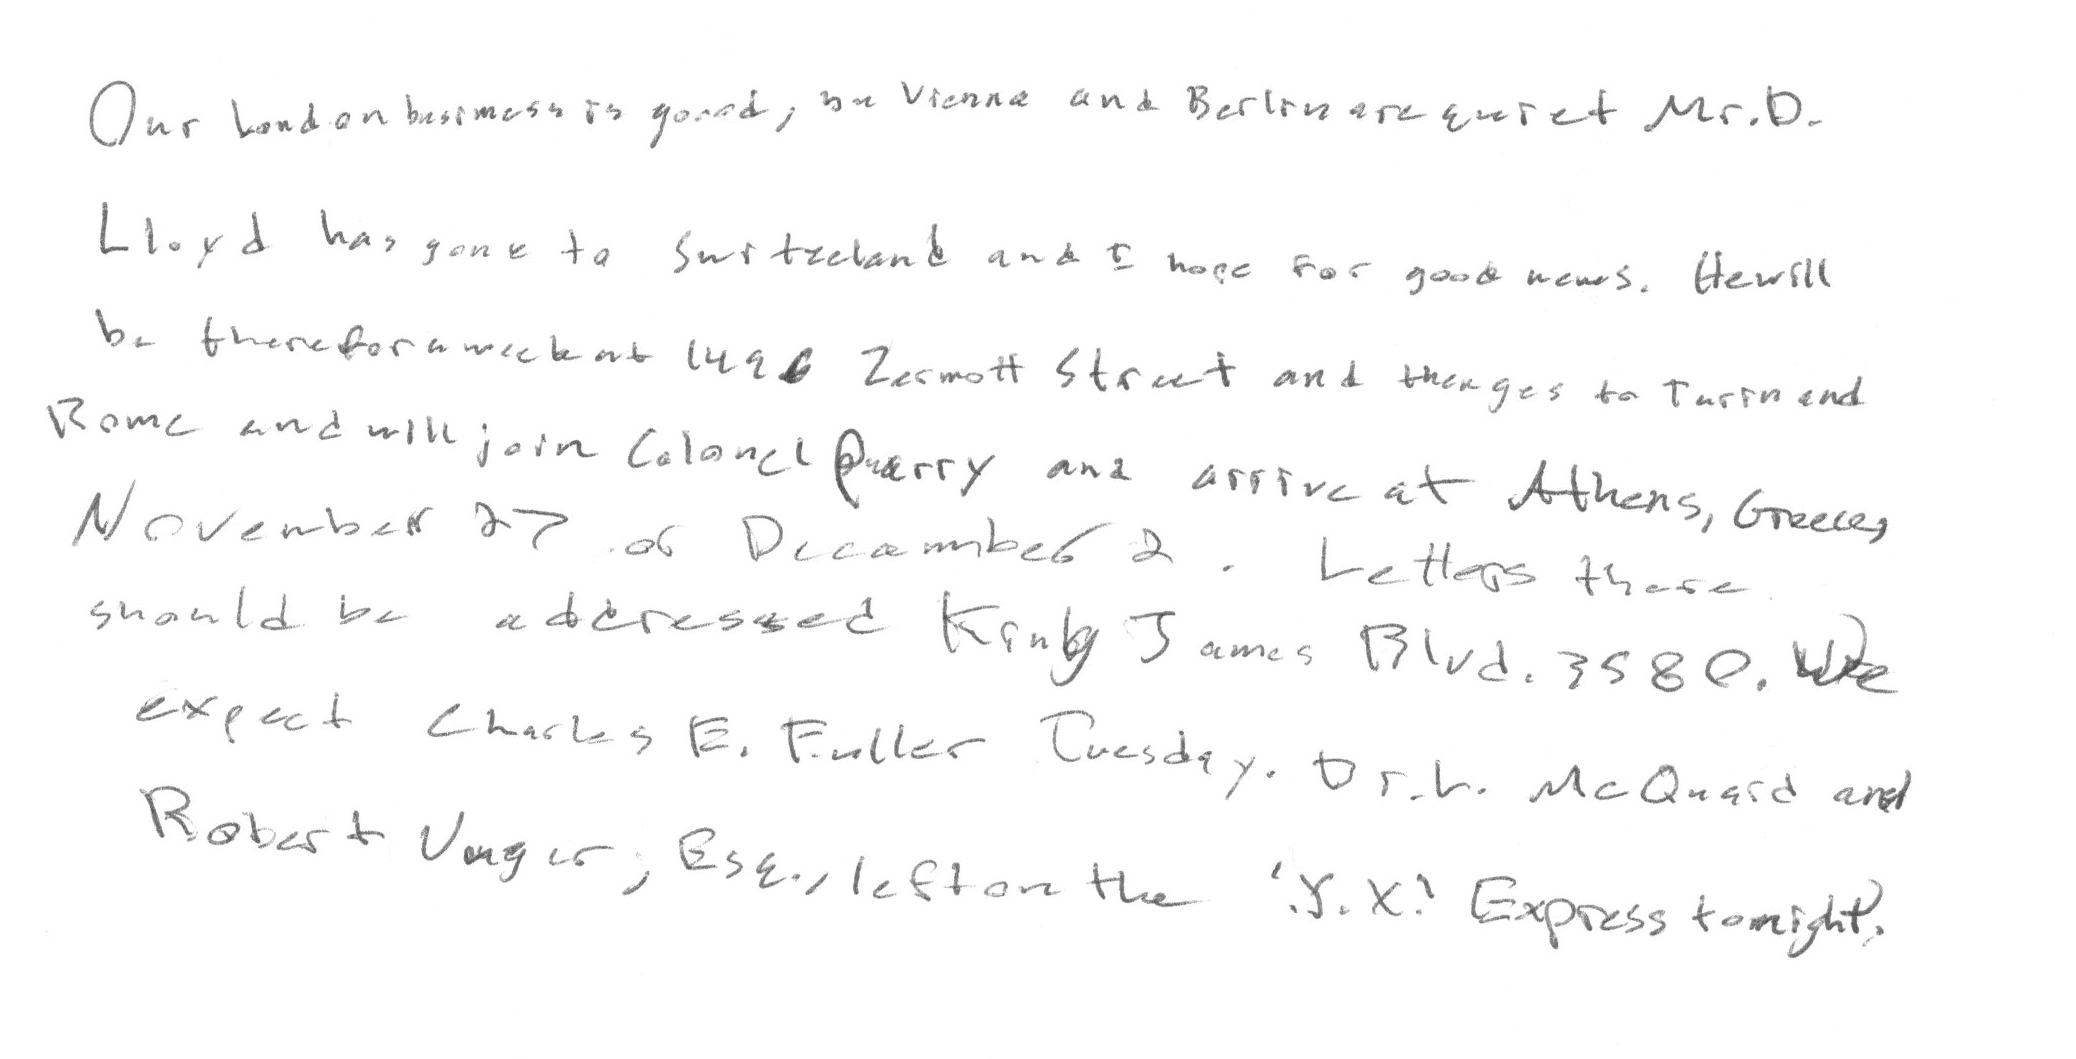 Our London business is good, bu Vienna and Berlin are quiet Mr. D.
Lloyd has gone to Switzeland and I hope for good news. He will
be there for a week at 1496 Zermott Street and then goes to Turin and
Rome and will join Colonel Quarry and arrive at Athens, Greece,
November 27 or December 2. Letters there
should be addressed King James Blvd. 3580. We
expect Charles E. Fuller Tuesday. Dr. L. McQuaid and
Robert Unger, Esq., left on the 'Y.X.' Express tonight.